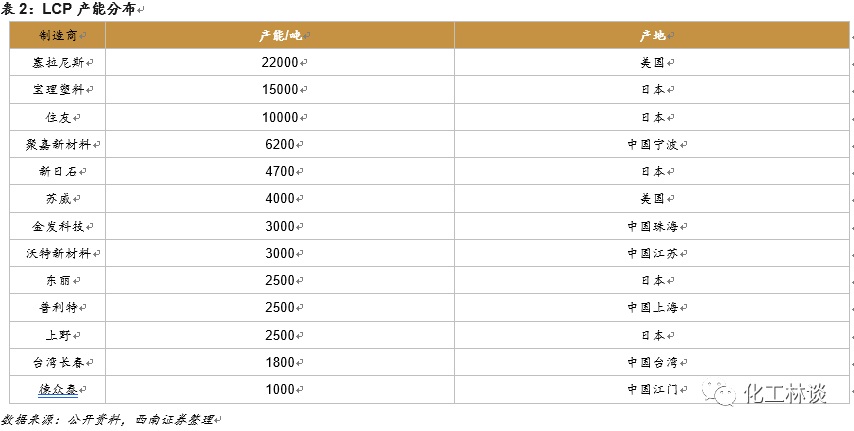 表 2：LCP 产能分布
制造商 产能/吨 产地
塞拉尼斯 22000 美国
宝理塑料 15000 日本
住友 10000 日本
聚嘉新材料 6200 中国宁波
新日石 4700 日本
苏威 4000 美国
金发科技 3000 中国珠海
沃特新材料 3000 中国江苏
东丽 2500 日本
普利特 2500 中国上海
上野 2500 日本
台湾长春 1800 中国台湾
德众泰 1000 中国江门
化工林谈
数据来源：公开资料，西南证券整理